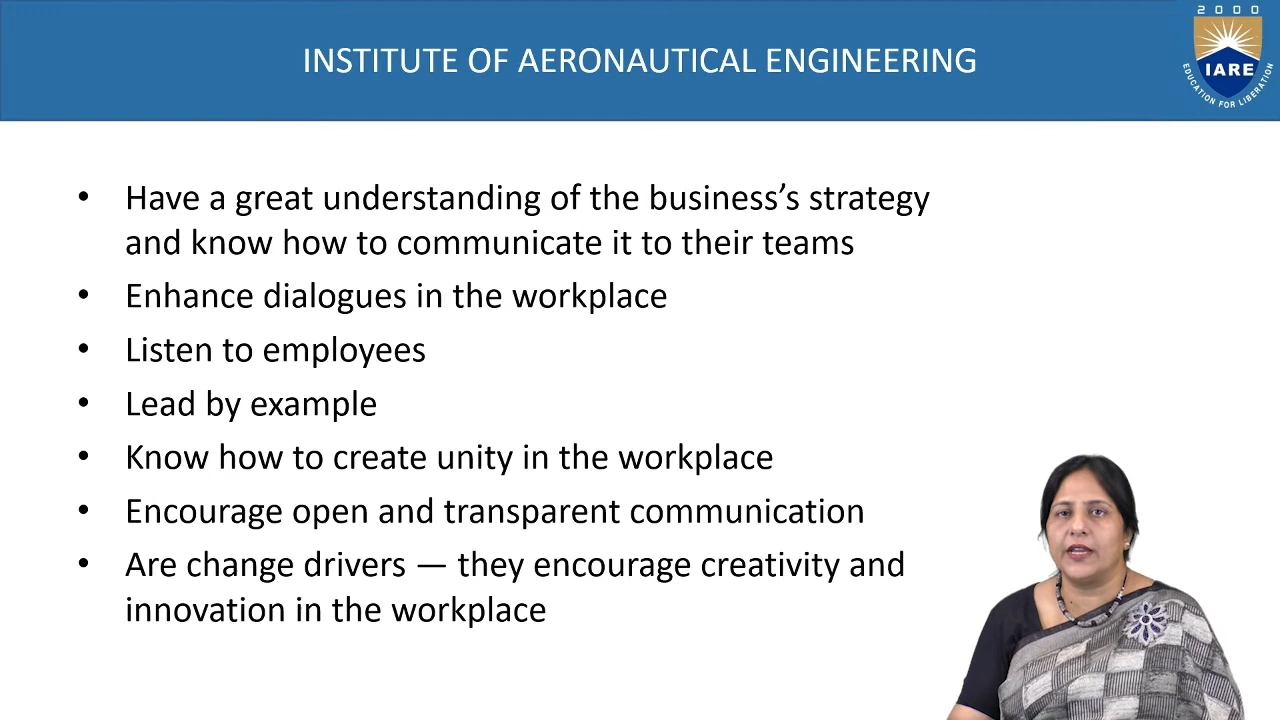 INSTITUTE OF AERONAUTICAL ENGINEERING
2000
IARE
EDUCATION FOR LIBERATION
• Have a great understanding of the business’s strategy
and know how to communicate it to their teams
• Enhance dialogues in the workplace
• Listen to employees
• Lead by example
• Know how to create unity in the workplace
• Encourage open and transparent communication
• Are change drivers — they encourage creativity and
innovation in the workplace